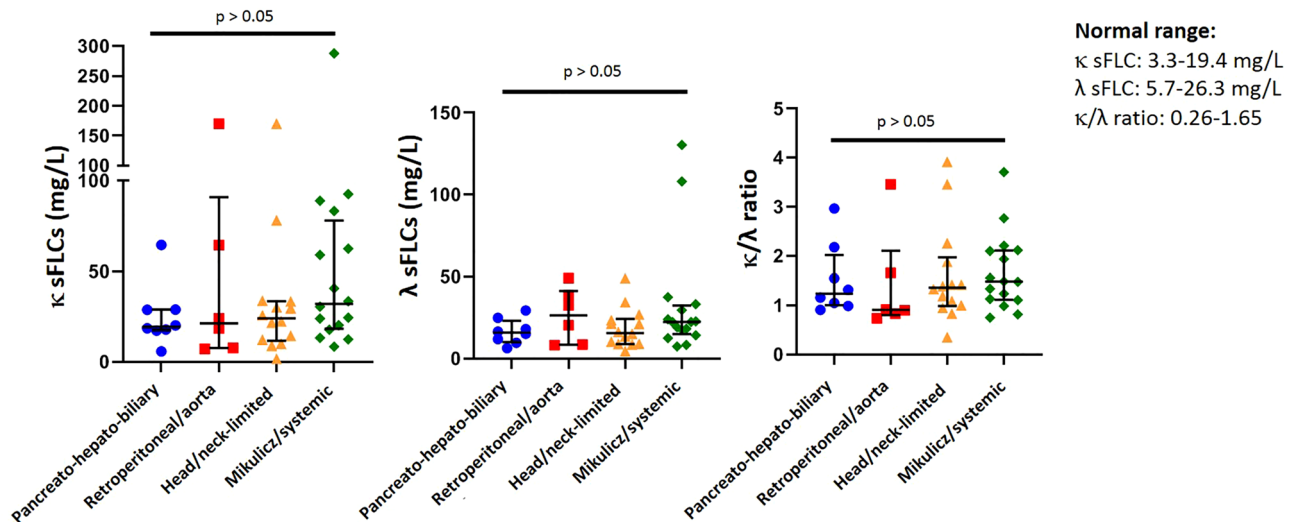 p > 0.05
κ sFLCs (mg/L)
300
250
200
150
100
100
50
0
Pancreato-hepato-biliary
Retroperitoneal/aorta
Head/neck-limited
Mikulicz/systemic
p > 0.05
λ sFLCs (mg/L)
150
100
50
0
Pancreato-hepato-biliary
Retroperitoneal/aorta
Head/neck-limited
Mikulicz/systemic
p > 0.05
κ/λ ratio
5
4
3
2
1
0
Pancreato-hepato-biliary
Retroperitoneal/aorta
Head/neck-limited
Mikulicz/systemic
Normal range:
κ sFLC: 3.3-19.4 mg/L
λ sFLC: 5.7-26.3 mg/L
κ/λ ratio: 0.26-1.65